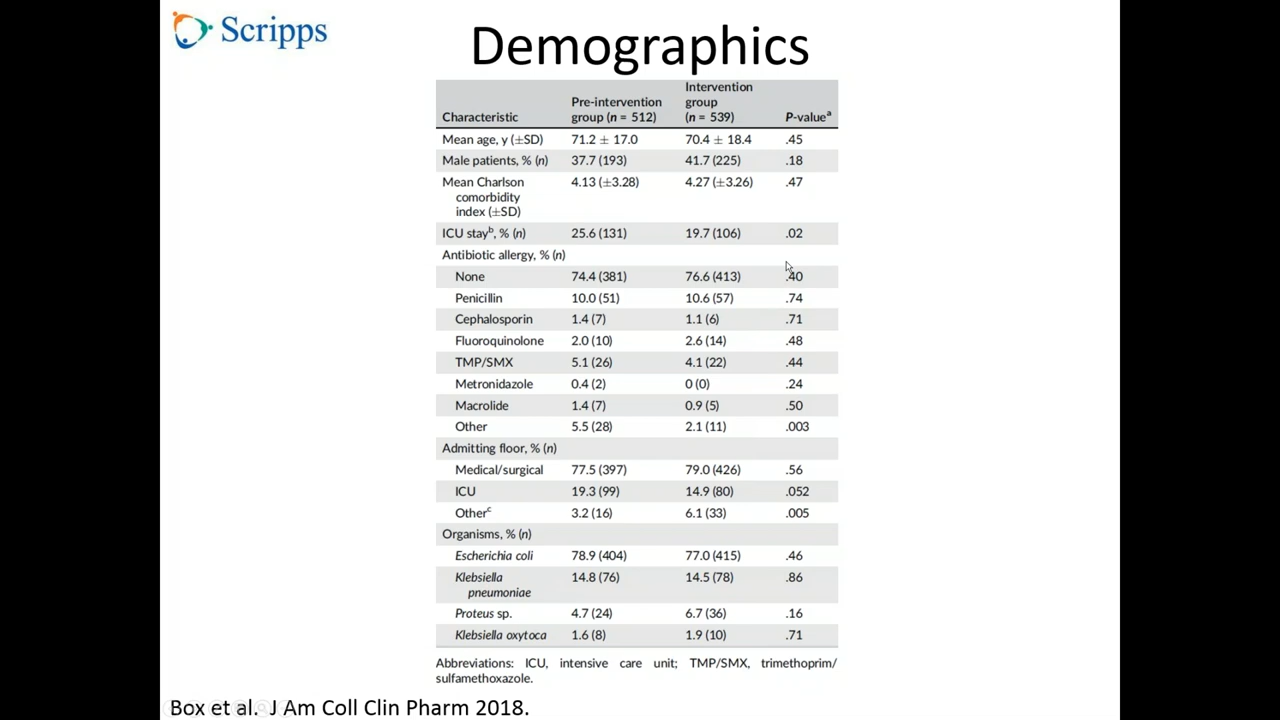 Scripps
Demographics
Characteristic Pre-intervention group (n = 512) Intervention group (n = 539) P-valueᵃ
Mean age, y (±SD) 71.2 ± 17.0 70.4 ± 18.4 .45
Male patients, % (n) 37.7 (193) 41.7 (225) .18
Mean Charlson comorbidity index (±SD) 4.13 (±3.28) 4.27 (±3.26) .47
ICU stayᵇ, % (n) 25.6 (131) 19.7 (106) .02
Antibiotic allergy, % (n)
None 74.4 (381) 76.6 (413) .40
Penicillin 10.0 (51) 10.6 (57) .74
Cephalosporin 1.4 (7) 1.1 (6) .71
Fluoroquinolone 2.0 (10) 2.6 (14) .48
TMP/SMX 5.1 (26) 4.1 (22) .44
Metronidazole 0.4 (2) 0 (0) .24
Macrolide 1.4 (7) 0.9 (5) .50
Other 5.5 (28) 2.1 (11) .003
Admitting floor, % (n)
Medical/surgical 77.5 (397) 79.0 (426) .56
ICU 19.3 (99) 14.9 (80) .052
Otherᶜ 3.2 (16) 6.1 (33) .005
Organisms, % (n)
Escherichia coli 78.9 (404) 77.0 (415) .46
Klebsiella pneumoniae 14.8 (76) 14.5 (78) .86
Proteus sp. 4.7 (24) 6.7 (36) .16
Klebsiella oxytoca 1.6 (8) 1.9 (10) .71
Abbreviations: ICU, intensive care unit; TMP/SMX, trimethoprim/
sulfamethoxazole.
Box et al. J Am Coll Clin Pharm 2018.